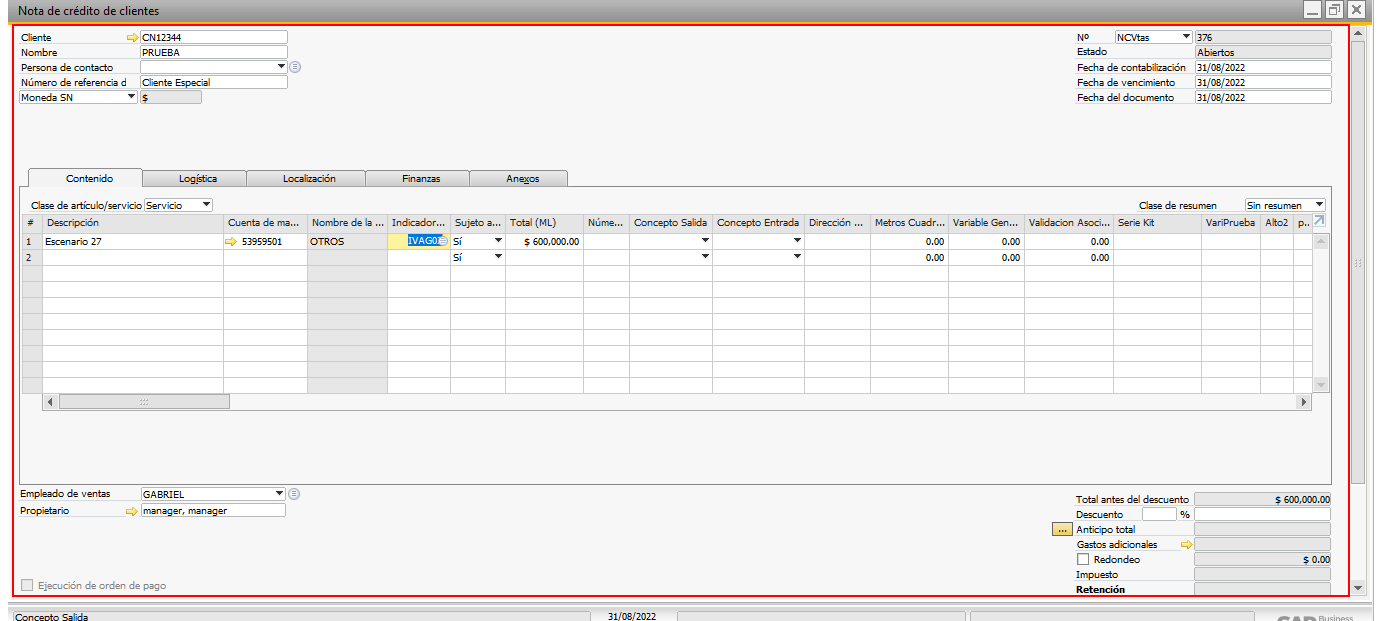 Nota de crédito de clientes
Cliente CN12344 Nº NCVtas 376
Nombre PRUEBA Estado Abiertos
Persona de contacto Fecha de contabilización 31/08/2022
Número de referencia d Cliente Especial Fecha de vencimiento 31/08/2022
Moneda SN $ Fecha del documento 31/08/2022
Contenido Logística Localización Finanzas Anexos
Clase de artículo/servicio Servicio Clase de resumen Sin resumen
# Descripción Cuenta de ma... Nombre de la ... Indicador... Sujeto a... Total (ML) Núme... Concepto Salida Concepto Entrada Dirección ... Metros Cuadr... Variable Gen... Validacion Asoci... Serie Kit VariPrueba Alto2 p..
1 Escenario 27 53959501 OTROS Sí $ 600,000.00 0.00 0.00 0.00
2 Sí 0.00 0.00 0.00
Empleado de ventas GABRIEL Total antes del descuento $ 600,000.00
Propietario manager, manager Descuento %
... Anticipo total
Gastos adicionales
Redondeo $ 0.00
Ejecución de orden de pago Impuesto
Retención
Concepto Salida 31/08/2022 Business